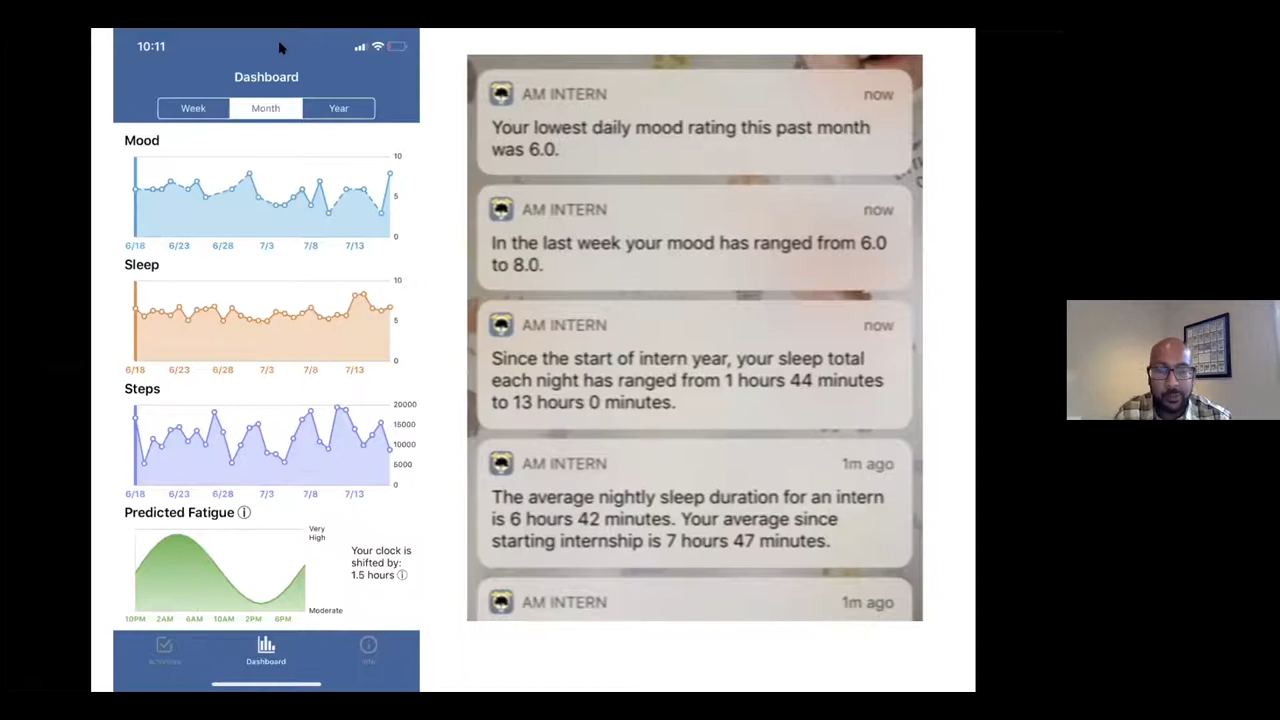 10:11
Dashboard
Week Month Year
Mood
10
5
0
6/18 6/23 6/28 7/3 7/8 7/13
Sleep
10
5
0
6/18 6/23 6/28 7/3 7/8 7/13
Steps
20000
15000
10000
5000
0
6/18 6/23 6/28 7/3 7/8 7/13
Predicted Fatigue
Very
High
Your clock is
shifted by:
1.5 hours
Moderate
10PM 2AM 6AM 10AM 2PM 6PM
Dashboard
AM INTERN now
Your lowest daily mood rating this past month
was 6.0.
AM INTERN now
In the last week your mood has ranged from 6.0
to 8.0.
AM INTERN now
Since the start of intern year, your sleep total
each night has ranged from 1 hours 44 minutes
to 13 hours 0 minutes.
AM INTERN 1m ago
The average nightly sleep duration for an intern
is 6 hours 42 minutes. Your average since
starting internship is 7 hours 47 minutes.
AM INTERN 1m ago